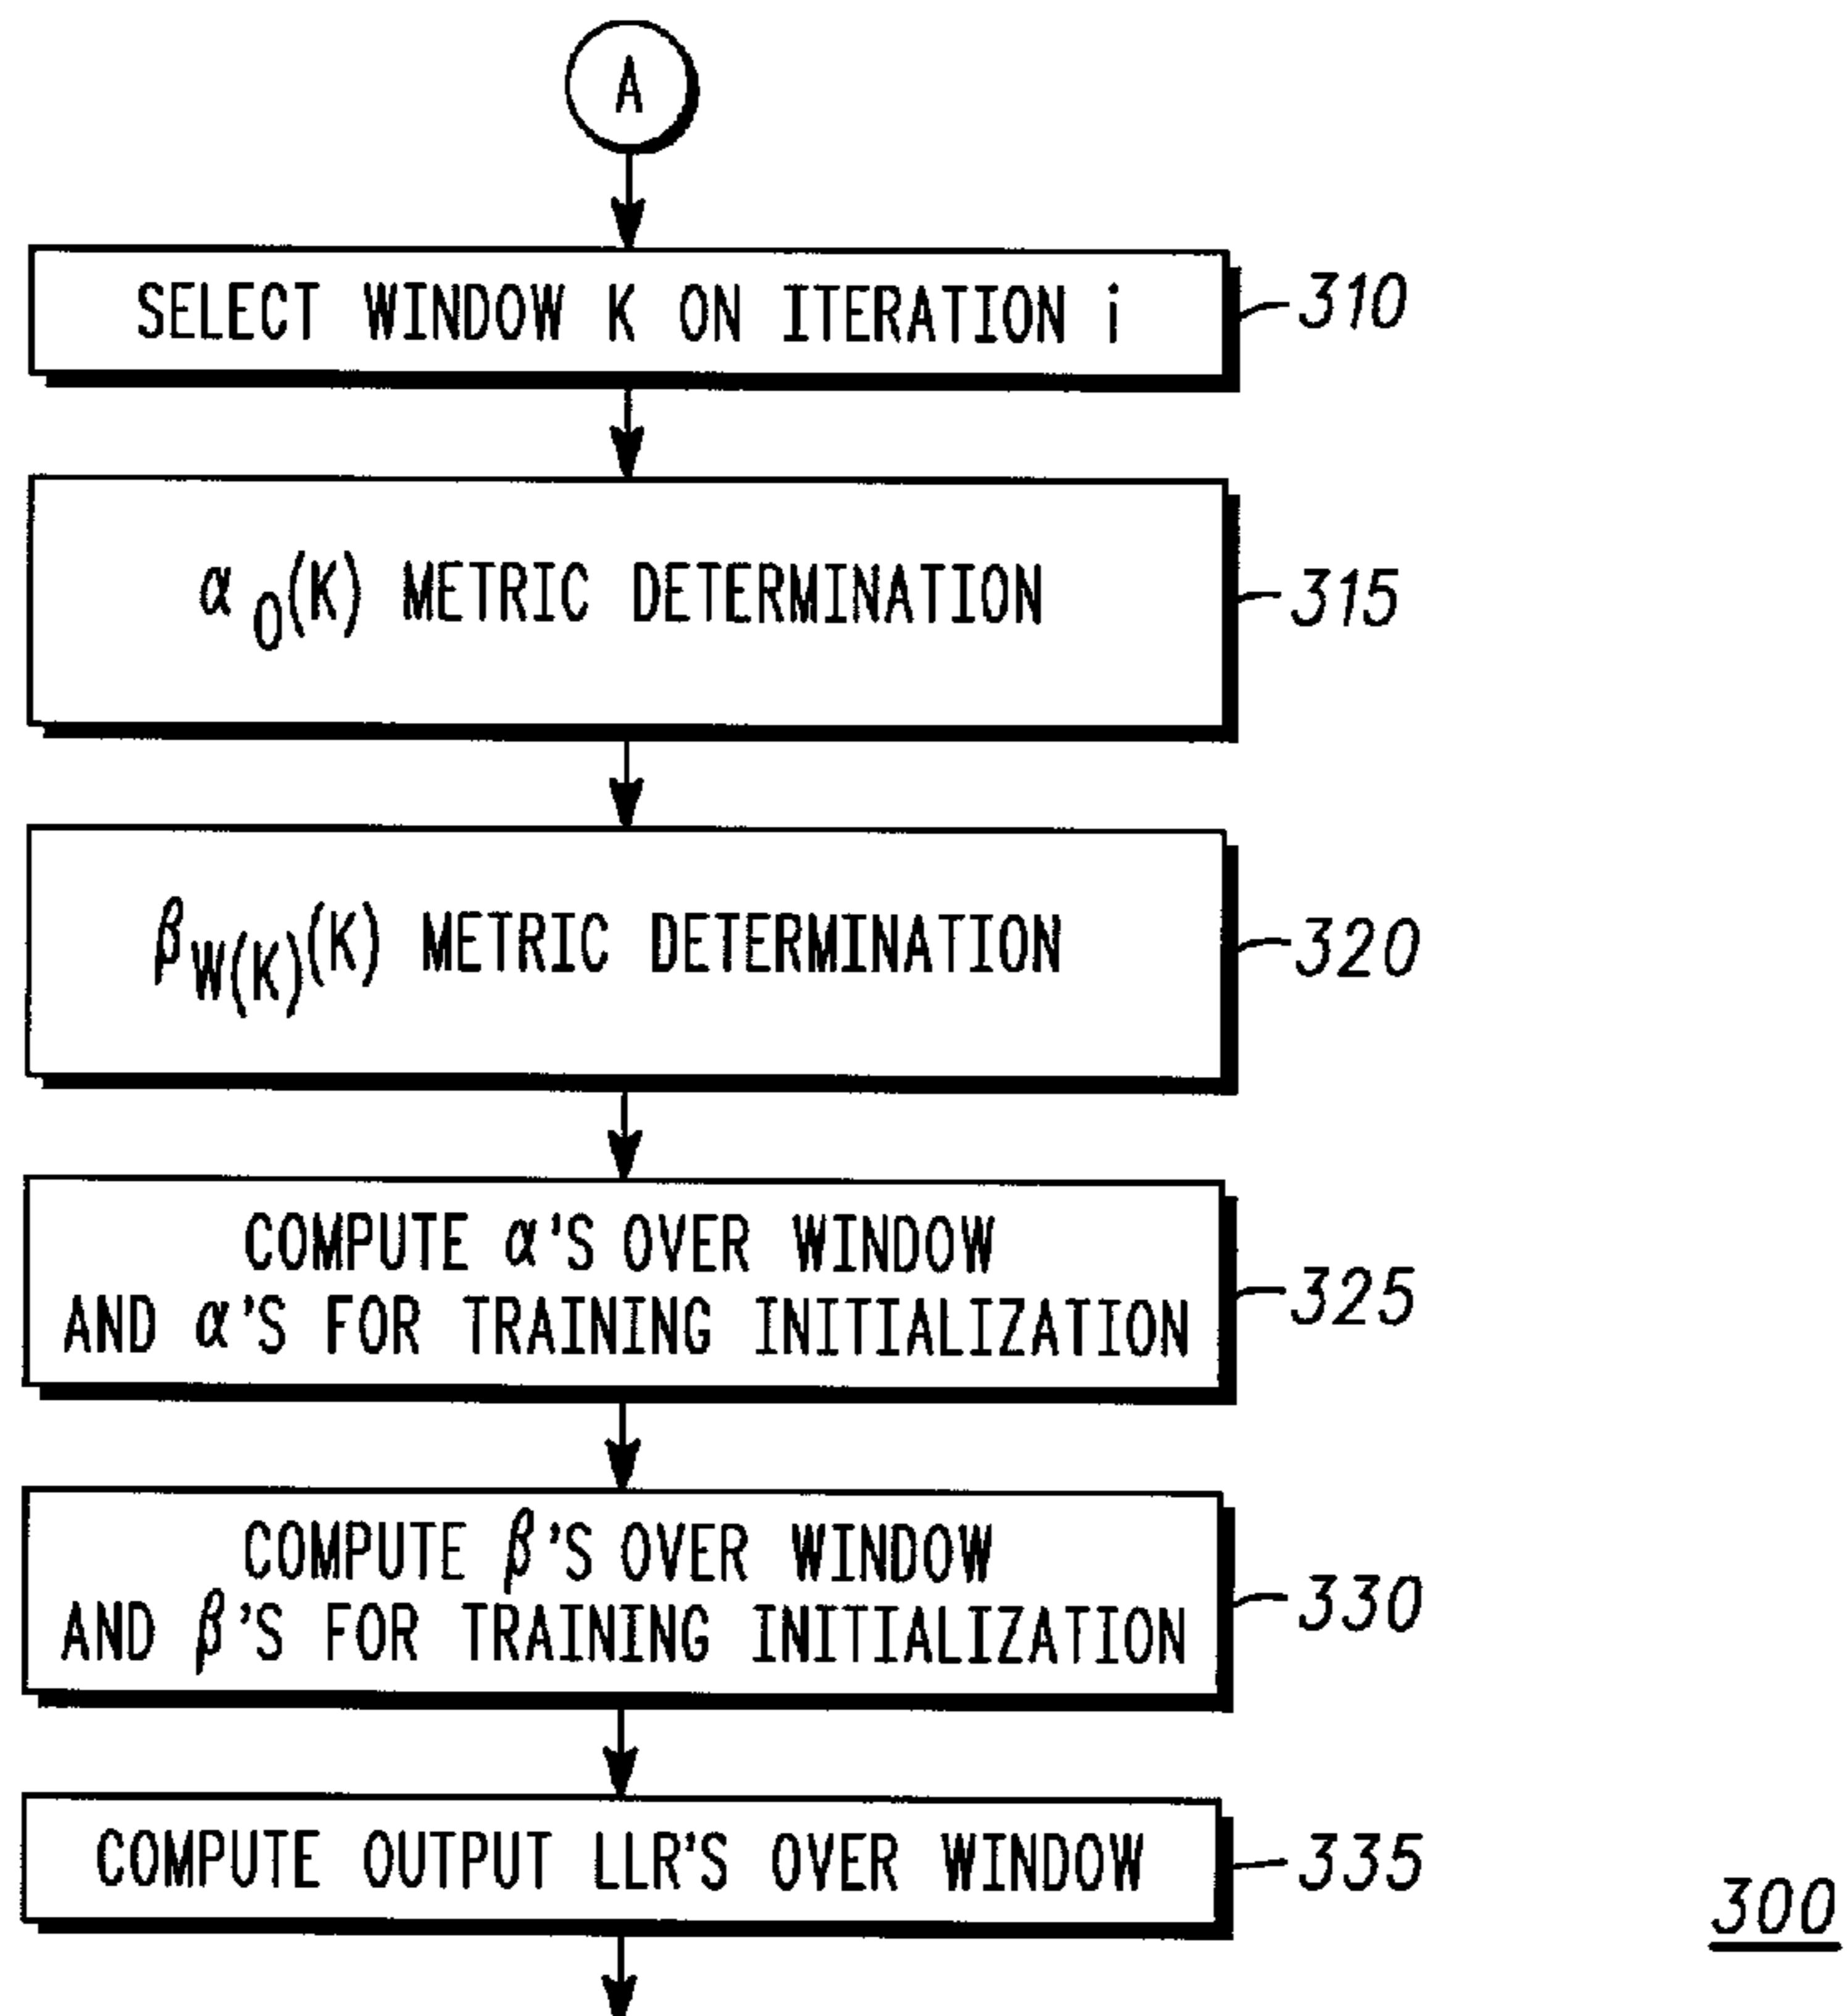 A
SELECT WINDOW K ON ITERATION i
310
α0(K) METRIC DETERMINATION
315
βW(K)(K) METRIC DETERMINATION
320
COMPUTE α'S OVER WINDOW
AND α'S FOR TRAINING INITIALIZATION
325
COMPUTE β'S OVER WINDOW
AND β'S FOR TRAINING INITIALIZATION
330
COMPUTE OUTPUT LLR'S OVER WINDOW
335
300